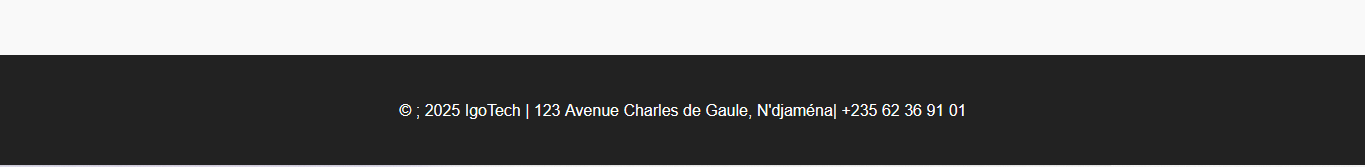 © ; 2025 IgoTech | 123 Avenue Charles de Gaule, N'djaména| +235 62 36 91 01